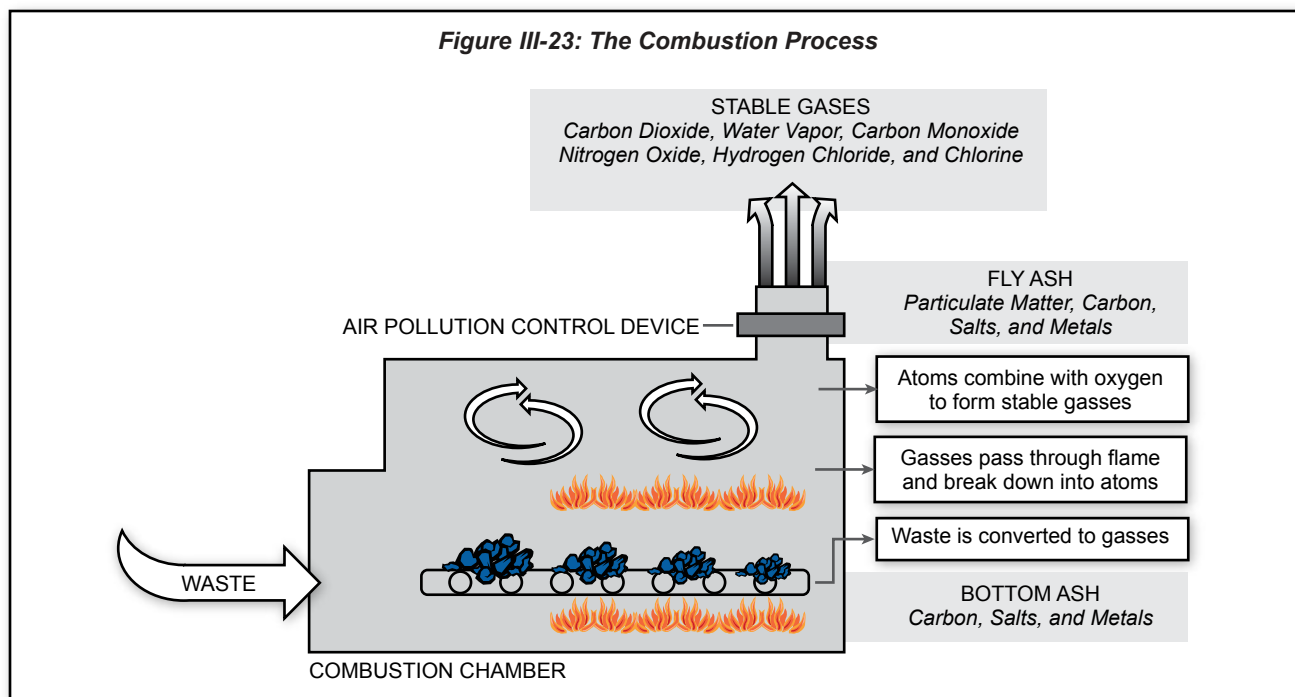 Figure III-23: The Combustion Process
STABLE GASES
Carbon Dioxide, Water Vapor, Carbon Monoxide
Nitrogen Oxide, Hydrogen Chloride, and Chlorine
FLY ASH
Particulate Matter, Carbon,
Salts, and Metals
AIR POLLUTION CONTROL DEVICE
Atoms combine with oxygen
to form stable gasses
Gasses pass through flame
and break down into atoms
Waste is converted to gasses
WASTE
BOTTOM ASH
Carbon, Salts, and Metals
COMBUSTION CHAMBER